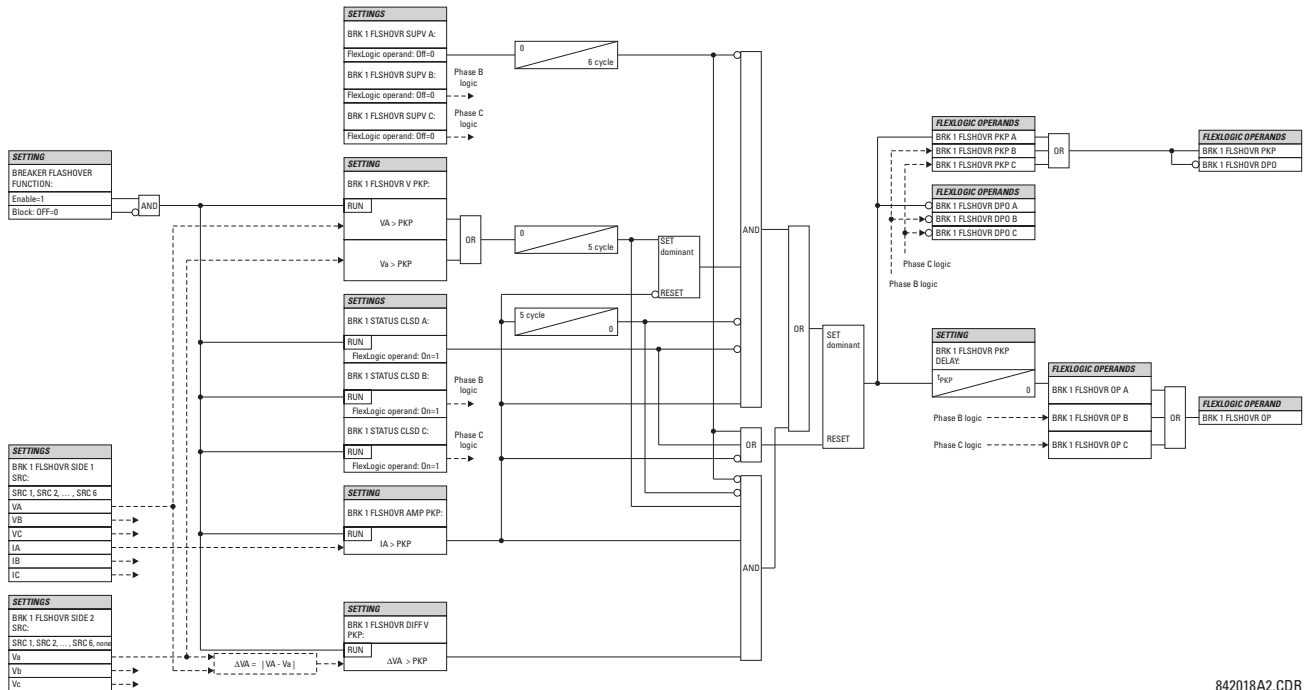 SETTINGS
BRK 1 FLSHOVR SUPV A:
FlexLogic operand: Off=0
BRK 1 FLSHOVR SUPV B:
FlexLogic operand: Off=0
BRK 1 FLSHOVR SUPV C:
FlexLogic operand: Off=0
Phase B
logic
Phase C
logic
0
6 cycle
SETTING
BREAKER FLASHOVER
FUNCTION:
Enable=1
Block: OFF=0
AND
SETTING
BRK 1 FLSHOVR V PKP:
RUN
VA > PKP
Va > PKP
OR
0
5 cycle
SET
dominant
RESET
5 cycle
0
SETTINGS
BRK 1 STATUS CLSD A:
RUN
FlexLogic operand: On=1
BRK 1 STATUS CLSD B:
RUN
FlexLogic operand: On=1
BRK 1 STATUS CLSD C:
RUN
FlexLogic operand: On=1
Phase B
logic
Phase C
logic
SETTINGS
BRK 1 FLSHOVR SIDE 1
SRC:
SRC 1, SRC 2, ... , SRC 6
VA
VB
VC
IA
IB
IC
SETTING
BRK 1 FLSHOVR AMP PKP:
RUN
IA > PKP
SETTINGS
BRK 1 FLSHOVR SIDE 2
SRC:
SRC 1, SRC 2, ... , SRC 6, none
Va
Vb
Vc
ΔVA = | VA - Va |
SETTING
BRK 1 FLSHOVR DIFF V
PKP:
RUN
ΔVA > PKP
AND
OR
AND
OR
SET
dominant
RESET
FLEXLOGIC OPERANDS
BRK 1 FLSHOVR PKP A
BRK 1 FLSHOVR PKP B
BRK 1 FLSHOVR PKP C
OR
FLEXLOGIC OPERANDS
BRK 1 FLSHOVR PKP
BRK 1 FLSHOVR DPO
FLEXLOGIC OPERANDS
BRK 1 FLSHOVR DPO A
BRK 1 FLSHOVR DPO B
BRK 1 FLSHOVR DPO C
Phase C logic
Phase B logic
SETTING
BRK 1 FLSHOVR PKP
DELAY:
tPKP
0
FLEXLOGIC OPERANDS
BRK 1 FLSHOVR OP A
BRK 1 FLSHOVR OP B
BRK 1 FLSHOVR OP C
Phase B logic
Phase C logic
OR
FLEXLOGIC OPERAND
BRK 1 FLSHOVR OP
842018A2.CDR